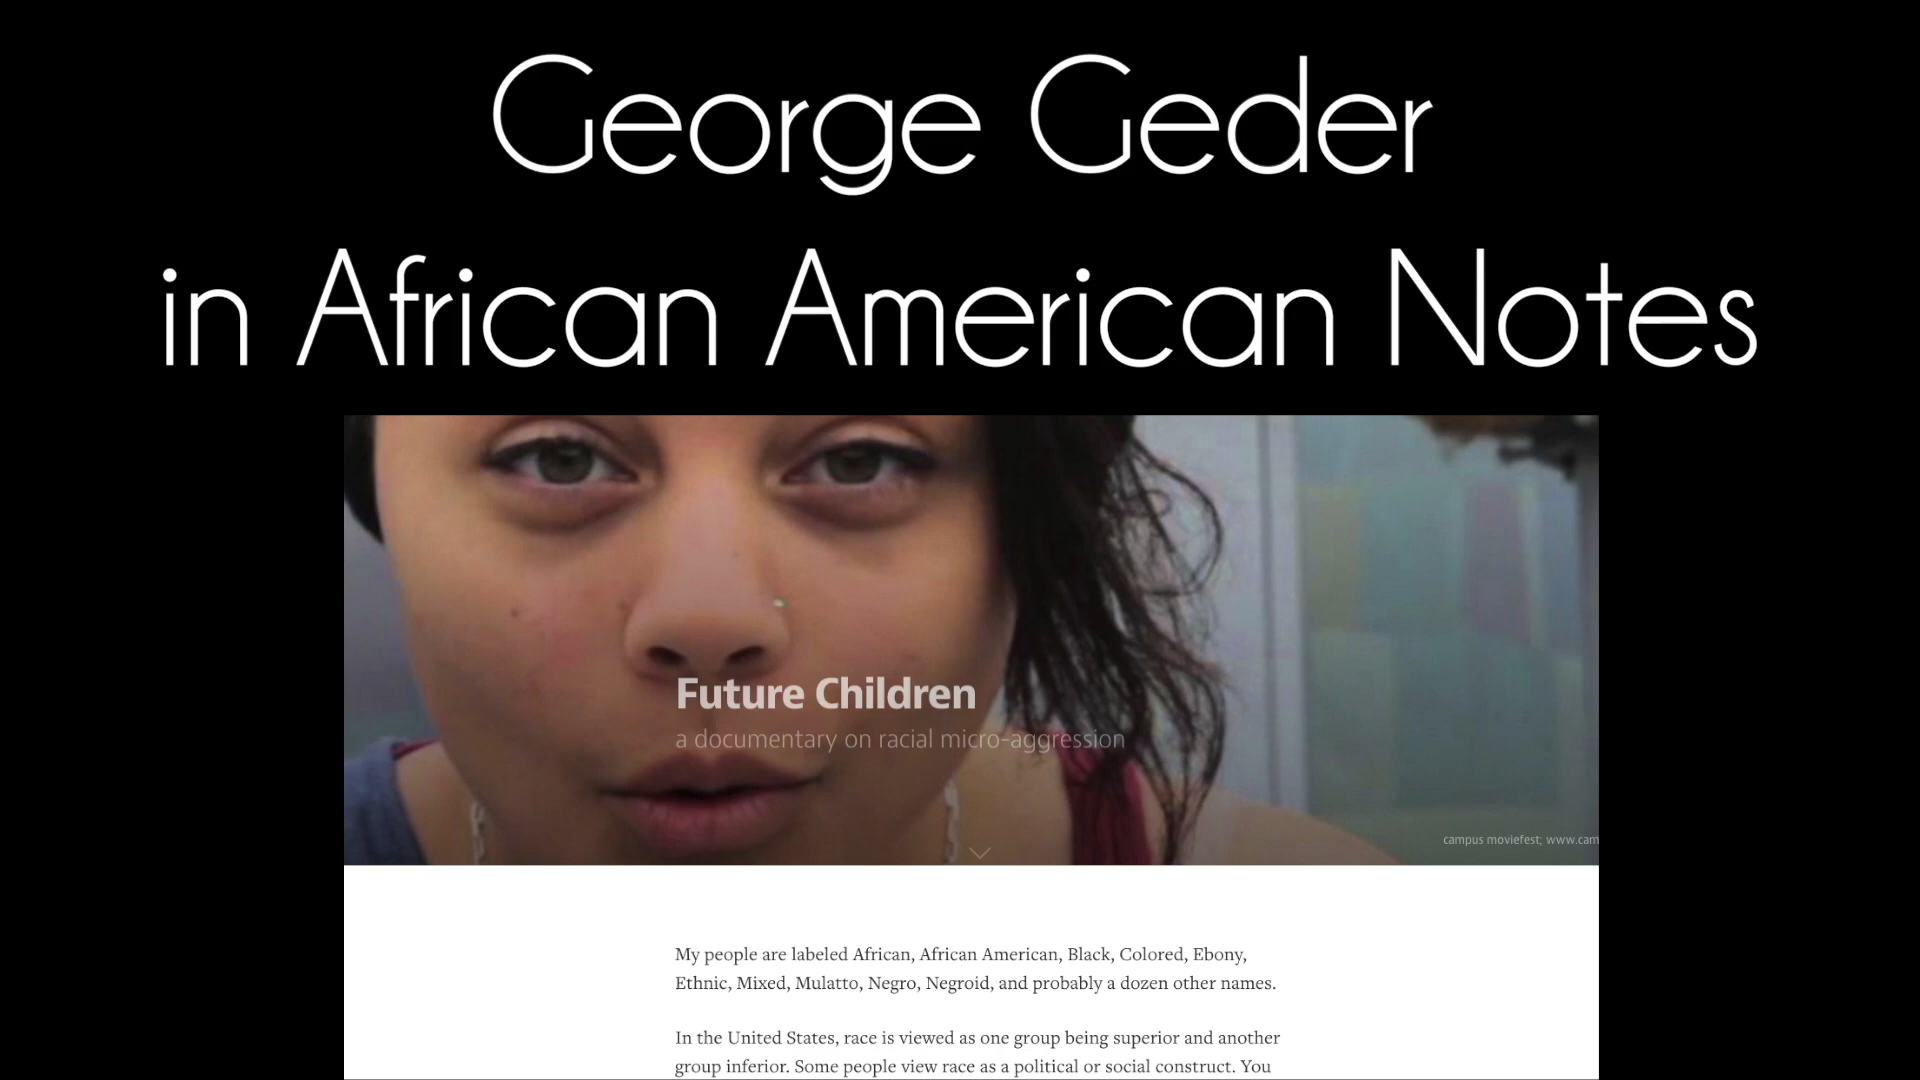 George Geder
in African American Notes
Future Children
a documentary on racial micro-aggression
campus moviefest; www.cam
My people are labeled African, African American, Black, Colored, Ebony,
Ethnic, Mixed, Mulatto, Negro, Negroid, and probably a dozen other names.
In the United States, race is viewed as one group being superior and another
group inferior. Some people view race as a political or social construct. You